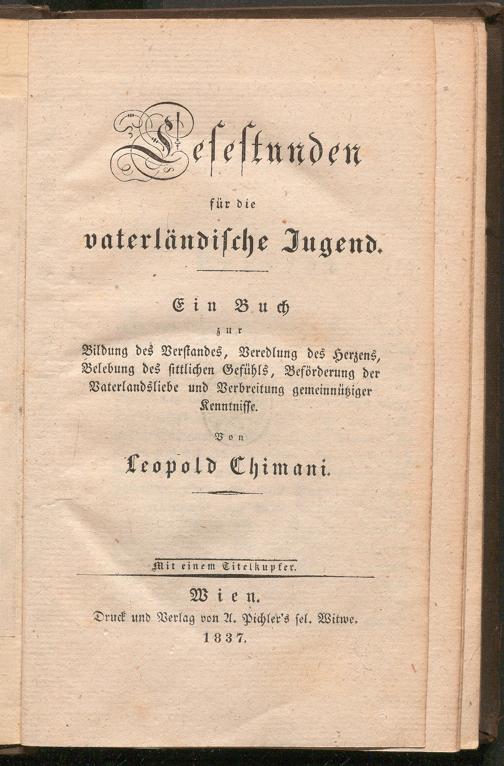 Lesestunden
für die
vaterländische Jugend.
Ein Buch
zur
Bildung des Verstandes, Veredlung des Herzens,
Belebung des sittlichen Gefühls, Beförderung der
Vaterlandsliebe und Verbreitung gemeinnütziger
Kenntnisse.
Von
Leopold Chimani.
Mit einem Titelkupfer.
Wien.
Druck und Verlag von A. Pichler's sel. Witwe.
1837.